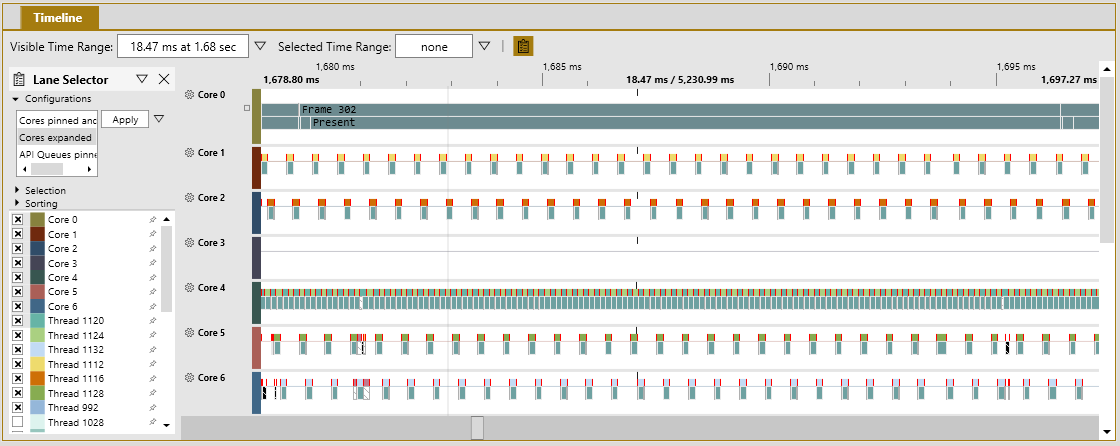 Timeline
Visible Time Range: 18.47 ms at 1.68 sec Selected Time Range: none
Lane Selector
Configurations
Cores pinned and
Apply
Cores expanded
API Queues pinne
Selection
Sorting
Core 0
Core 1
Core 2
Core 3
Core 4
Core 5
Core 6
Thread 1120
Thread 1124
Thread 1132
Thread 1112
Thread 1116
Thread 1128
Thread 992
Thread 1028
1,680 ms 1,685 ms 1,690 ms 1,695 ms
1,678.80 ms 18.47 ms / 5,230.99 ms 1,697.27 ms
Core 0
Frame 302
Present
Core 1
Core 2
Core 3
Core 4
Core 5
Core 6